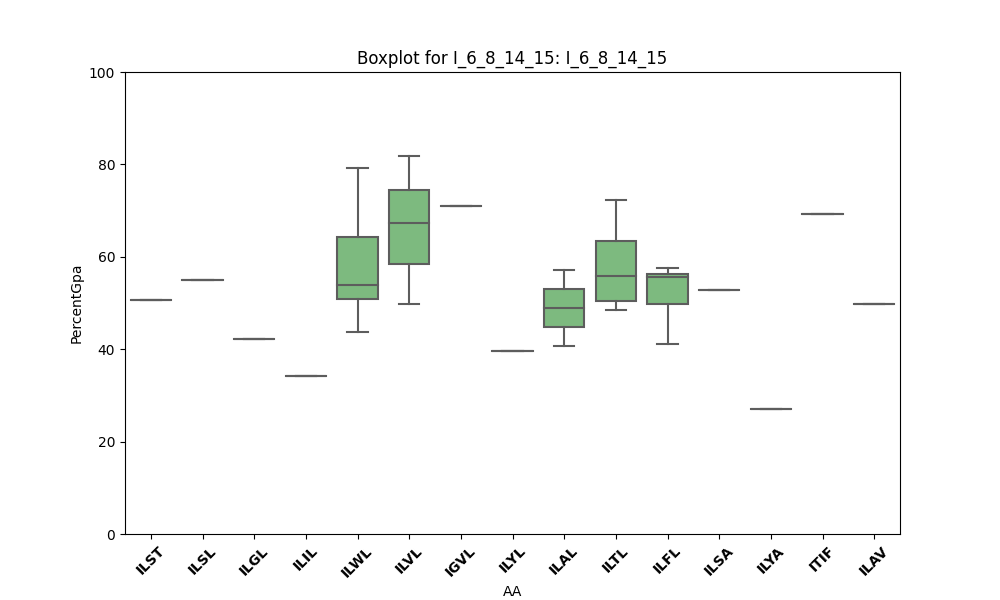 Boxplot for I_6_8_14_15: I_6_8_14_15
100
80
60
40
20
0
PercentGpa
ILST ILSL ILGL ILIL ILWL ILVL IGVL ILYL ILAL ILTL ILFL ILSA ILYA ITIF ILAV
AA